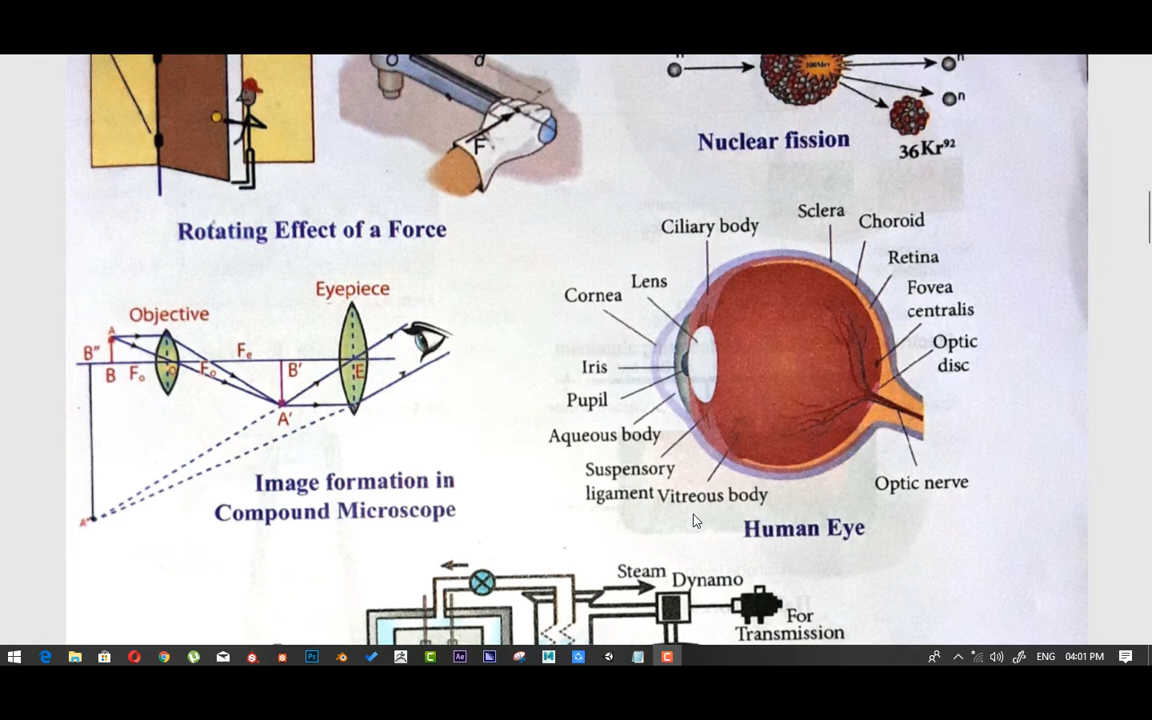 O
d
F
n
100Mev
n
n
36Kr⁹²
Nuclear fission
Rotating Effect of a Force
Ciliary body
Sclera
Choroid
Retina
Fovea
centralis
Optic
disc
Lens
Cornea
Iris
Pupil
Aqueous body
Suspensory
ligament
Vitreous body
Optic nerve
Human Eye
Eyepiece
Objective
A
B"
B
Fo
O
Fo
Fe
B'
E
A'
A"
Image formation in
Compound Microscope
Steam
Dynamo
For
Transmission
ENG
04:01 PM